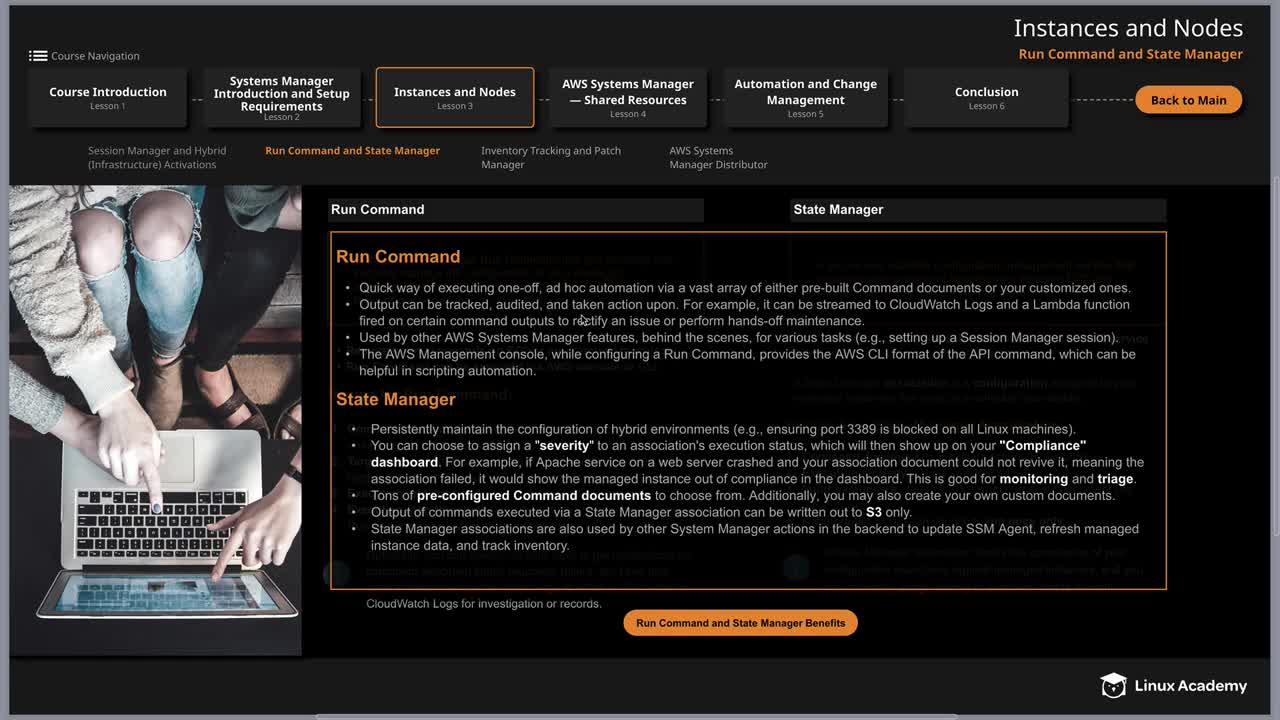 Instances and Nodes
Run Command and State Manager
Course Navigation
Course Introduction
Lesson 1
Systems Manager
Introduction and Setup
Requirements
Lesson 2
Instances and Nodes
Lesson 3
AWS Systems Manager
— Shared Resources
Lesson 4
Automation and Change
Management
Lesson 5
Conclusion
Lesson 6
Back to Main
Session Manager and Hybrid
(Infrastructure) Activations
Run Command and State Manager
Inventory Tracking and Patch
Manager
AWS Systems
Manager Distributor
Run Command
State Manager
Run Command
• Quick way of executing one-off, ad hoc automation via a vast array of either pre-built Command documents or your customized ones.
• Output can be tracked, audited, and taken action upon. For example, it can be streamed to CloudWatch Logs and a Lambda function
fired on certain command outputs to rectify an issue or perform hands-off maintenance.
• Used by other AWS Systems Manager features, behind the scenes, for various tasks (e.g., setting up a Session Manager session).
• The AWS Management console, while configuring a Run Command, provides the AWS CLI format of the API command, which can be
helpful in scripting automation.
State Manager
• Persistently maintain the configuration of hybrid environments (e.g., ensuring port 3389 is blocked on all Linux machines).
• You can choose to assign a "severity" to an association's execution status, which will then show up on your "Compliance"
dashboard. For example, if Apache service on a web server crashed and your association document could not revive it, meaning the
association failed, it would show the managed instance out of compliance in the dashboard. This is good for monitoring and triage.
• Tons of pre-configured Command documents to choose from. Additionally, you may also create your own custom documents.
• Output of commands executed via a State Manager association can be written out to S3 only.
• State Manager associations are also used by other System Manager actions in the backend to update SSM Agent, refresh managed
instance data, and track inventory.
CloudWatch Logs for investigation or records.
Run Command and State Manager Benefits
Linux Academy